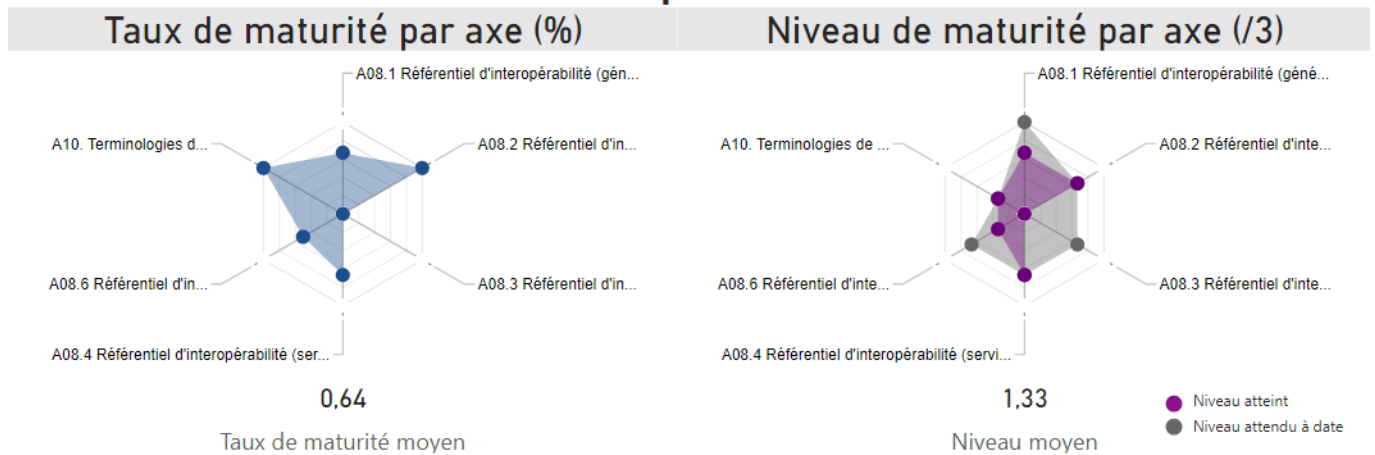 Taux de maturité par axe (%)
A08.1 Référentiel d'interopérabilité (gén...
A10. Terminologies d...
A08.2 Référentiel d'in...
A08.6 Référentiel d'in...
A08.3 Référentiel d'in...
A08.4 Référentiel d'interopérabilité (ser...
0,64
Taux de maturité moyen
Niveau de maturité par axe (/3)
A08.1 Référentiel d'interopérabilité (géné...
A10. Terminologies de ...
A08.2 Référentiel d'inte...
A08.6 Référentiel d'inte...
A08.3 Référentiel d'inte...
A08.4 Référentiel d'interopérabilité (servi...
1,33
Niveau moyen
Niveau atteint
Niveau attendu à date